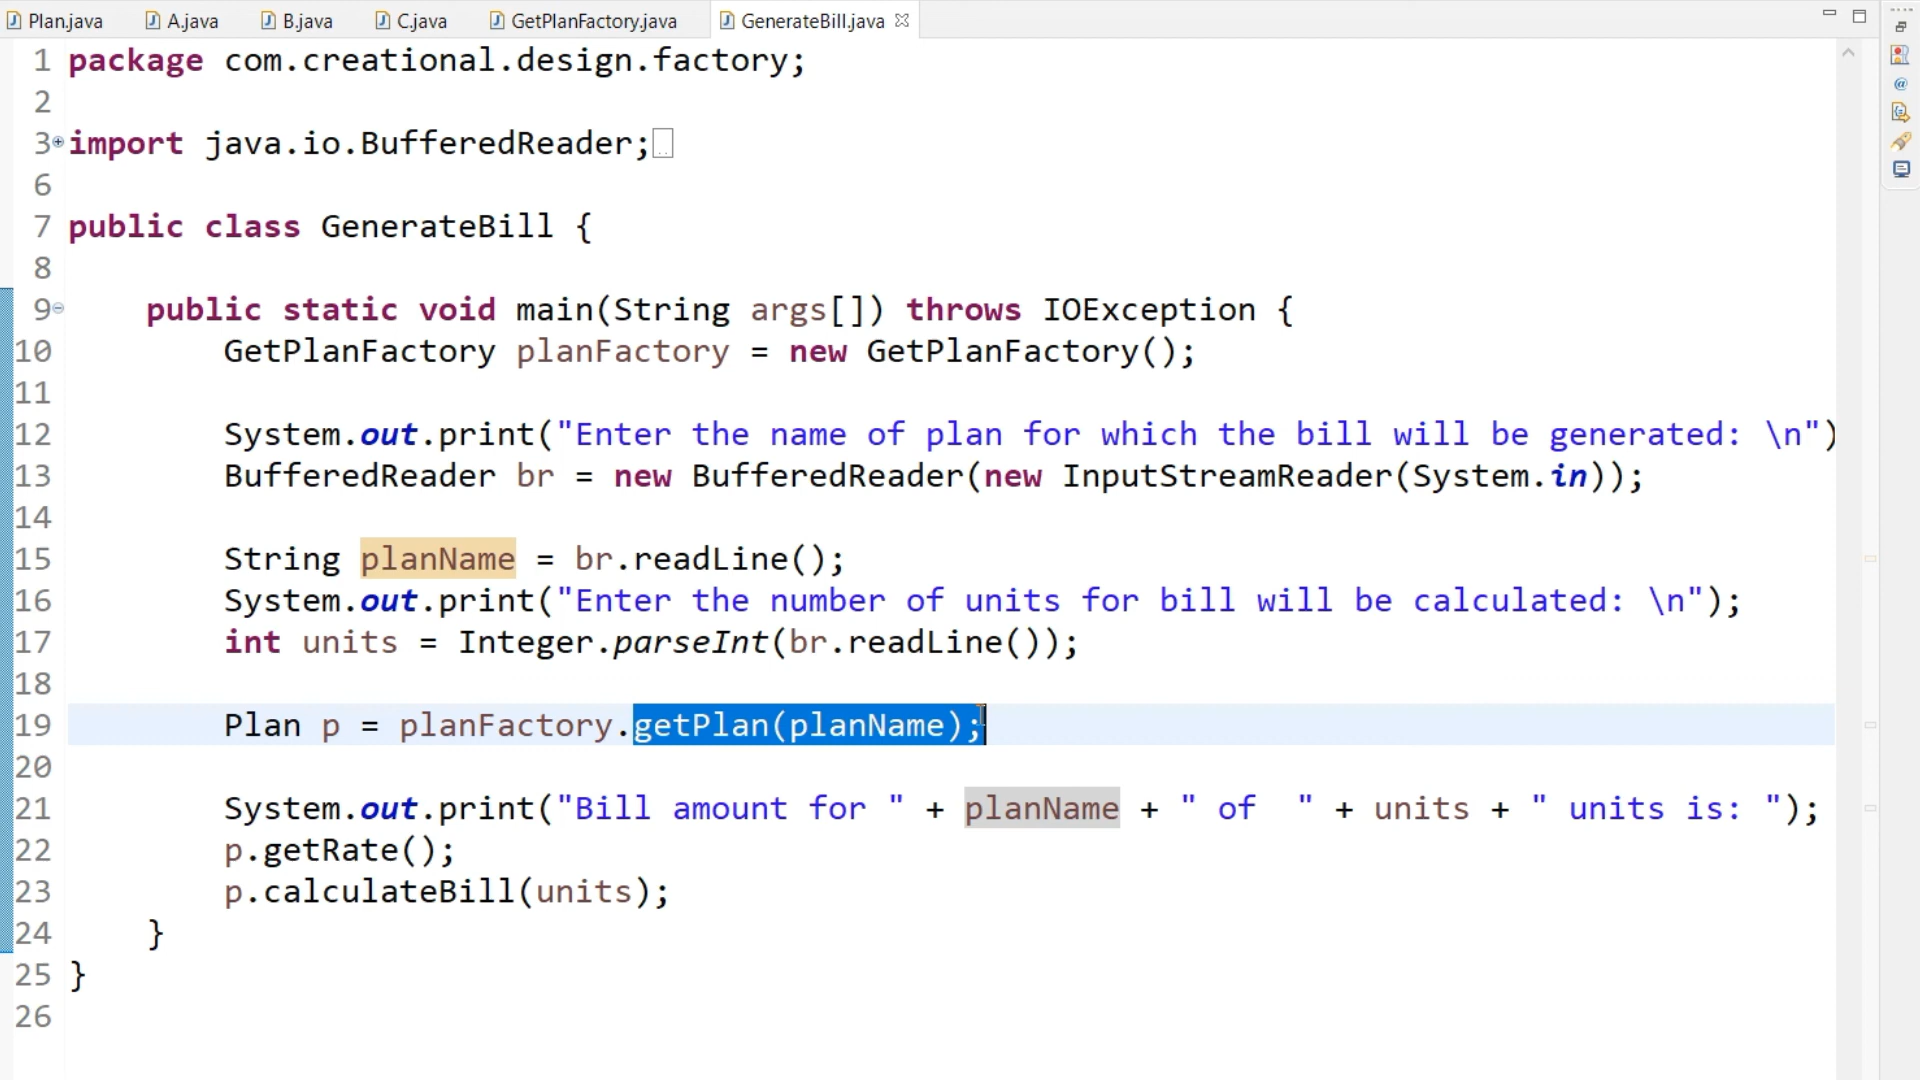 Plan.java A.java B.java C.java GetPlanFactory.java GenerateBill.java
1 package com.creational.design.factory;
2
3 import java.io.BufferedReader;
6
7 public class GenerateBill {
8
9     public static void main(String args[]) throws IOException {
10         GetPlanFactory planFactory = new GetPlanFactory();
11
12         System.out.print("Enter the name of plan for which the bill will be generated: \n")
13         BufferedReader br = new BufferedReader(new InputStreamReader(System.in));
14
15         String planName = br.readLine();
16         System.out.print("Enter the number of units for bill will be calculated: \n");
17         int units = Integer.parseInt(br.readLine());
18
19         Plan p = planFactory.getPlan(planName);
20
21         System.out.print("Bill amount for " + planName + " of  " + units + " units is: ");
22         p.getRate();
23         p.calculateBill(units);
24     }
25 }
26